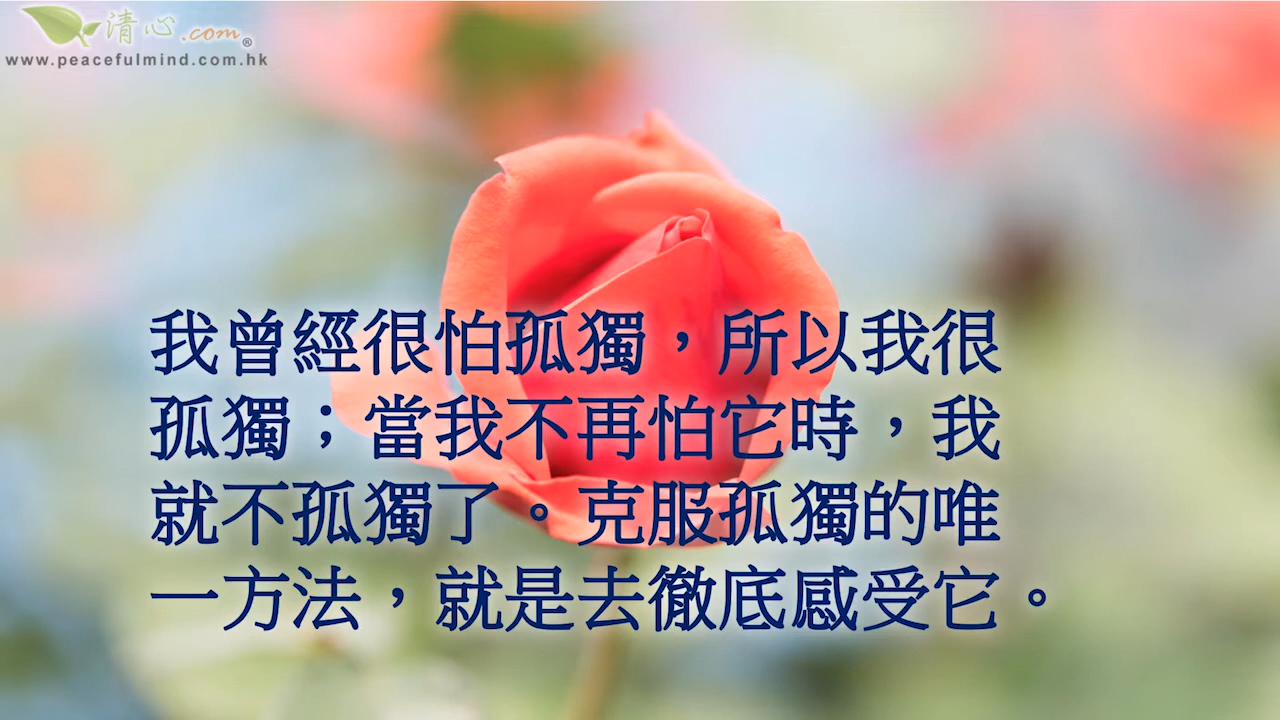 清心.com®
www.peacefulmind.com.hk
我曾經很怕孤獨，所以我很
孤獨；當我不再怕它時，我
就不孤獨了。克服孤獨的唯
一方法，就是去徹底感受它。